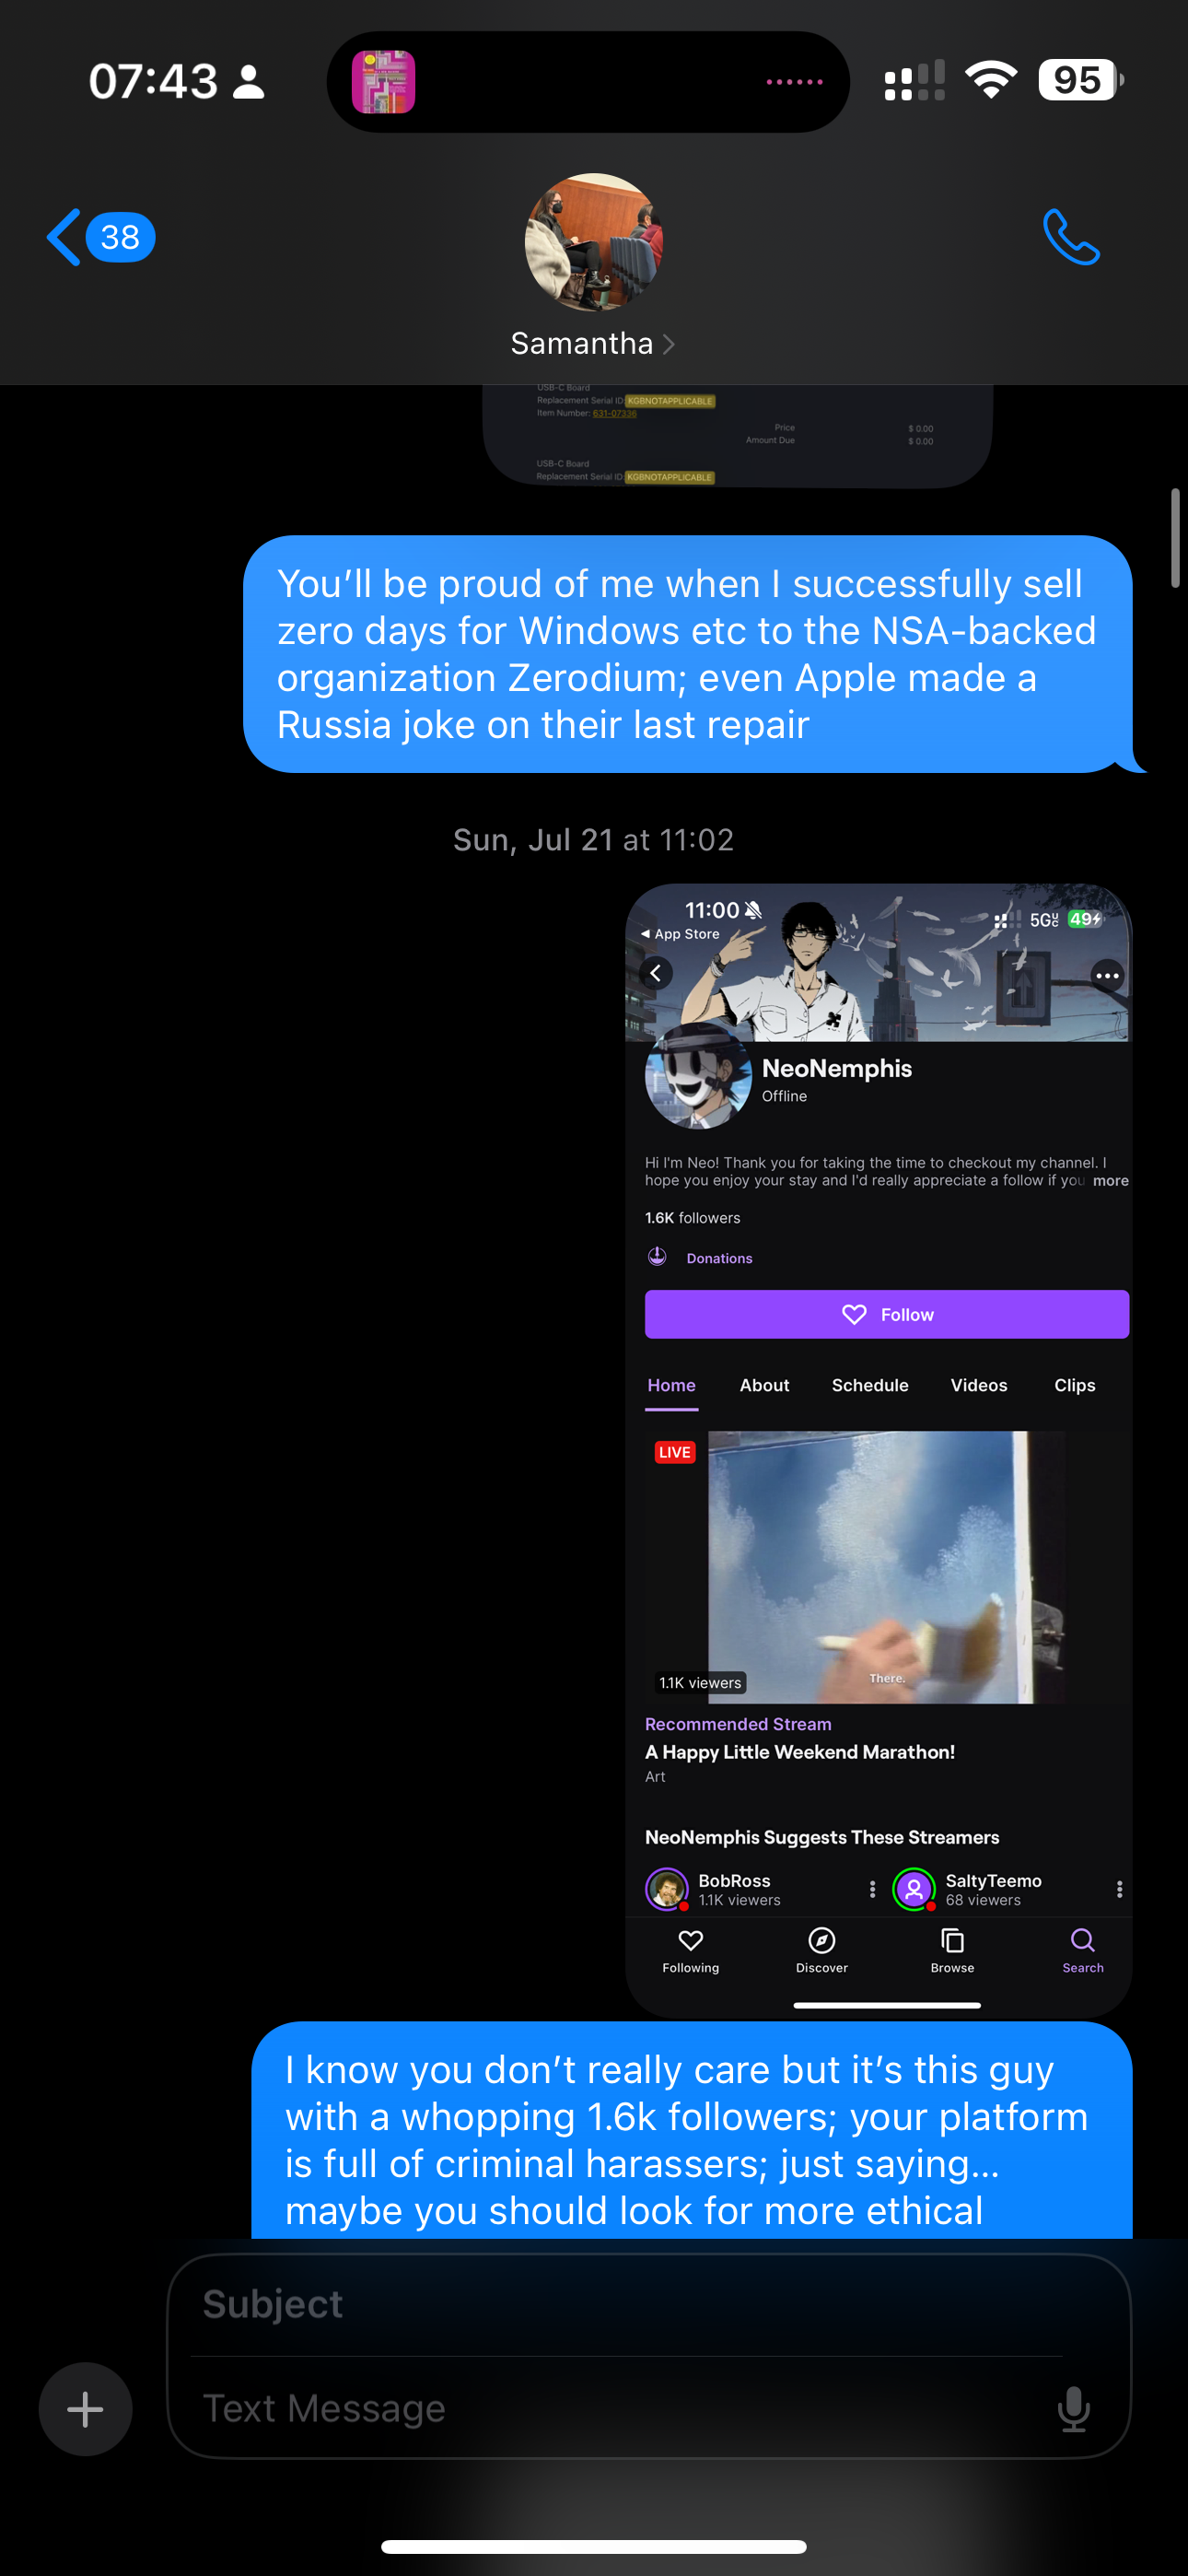 07:43
95
38
Samantha
USB-C Board
Replacement Serial ID: KGBNOTAPPLICABLE
Item Number: 631-07336
Price $ 0.00
Amount Due $ 0.00
USB-C Board
Replacement Serial ID: KGBNOTAPPLICABLE
You’ll be proud of me when I successfully sell
zero days for Windows etc to the NSA-backed
organization Zerodium; even Apple made a
Russia joke on their last repair
Sun, Jul 21 at 11:02
11:00 5G 49
App Store
NeoNemphis
Offline
Hi I'm Neo! Thank you for taking the time to checkout my channel. I
hope you enjoy your stay and I'd really appreciate a follow if you more
1.6K followers
Donations
Follow
Home About Schedule Videos Clips
LIVE
There.
1.1K viewers
Recommended Stream
A Happy Little Weekend Marathon!
Art
NeoNemphis Suggests These Streamers
BobRoss SaltyTeemo
1.1K viewers 68 viewers
Following Discover Browse Search
I know you don’t really care but it’s this guy
with a whopping 1.6k followers; your platform
is full of criminal harassers; just saying...
maybe you should look for more ethical
Subject
Text Message